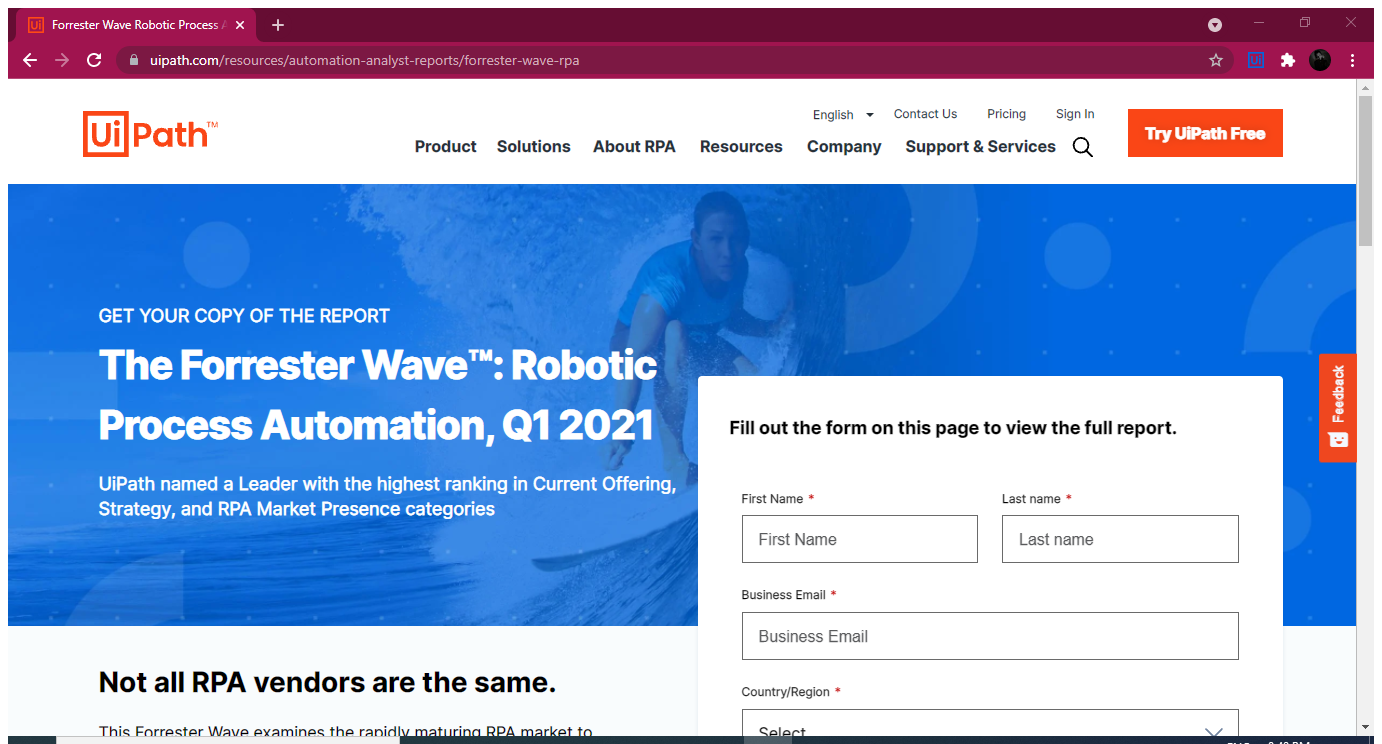 Forrester Wave Robotic Process A
uipath.com/resources/automation-analyst-reports/forrester-wave-rpa
UiPath™
English Contact Us Pricing Sign In
Try UiPath Free
Product Solutions About RPA Resources Company Support & Services
GET YOUR COPY OF THE REPORT
The Forrester Wave™: Robotic
Process Automation, Q1 2021
UiPath named a Leader with the highest ranking in Current Offering,
Strategy, and RPA Market Presence categories
Feedback
Fill out the form on this page to view the full report.
First Name * Last name *
First Name Last name
Business Email *
Business Email
Country/Region *
Select
Not all RPA vendors are the same.
This Forrester Wave examines the rapidly maturing RPA market to